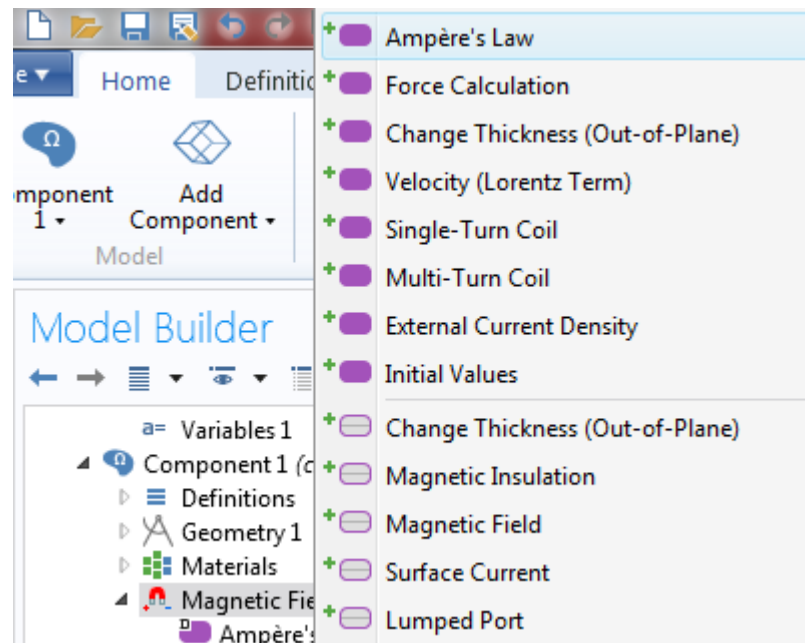 e
Home
Definitic
mponent
1
Add
Component
Model
Model Builder
a= Variables 1
Component 1 (c
Definitions
Geometry 1
Materials
Magnetic Fie
Ampère's
Ampère's Law
Force Calculation
Change Thickness (Out-of-Plane)
Velocity (Lorentz Term)
Single-Turn Coil
Multi-Turn Coil
External Current Density
Initial Values
Change Thickness (Out-of-Plane)
Magnetic Insulation
Magnetic Field
Surface Current
Lumped Port